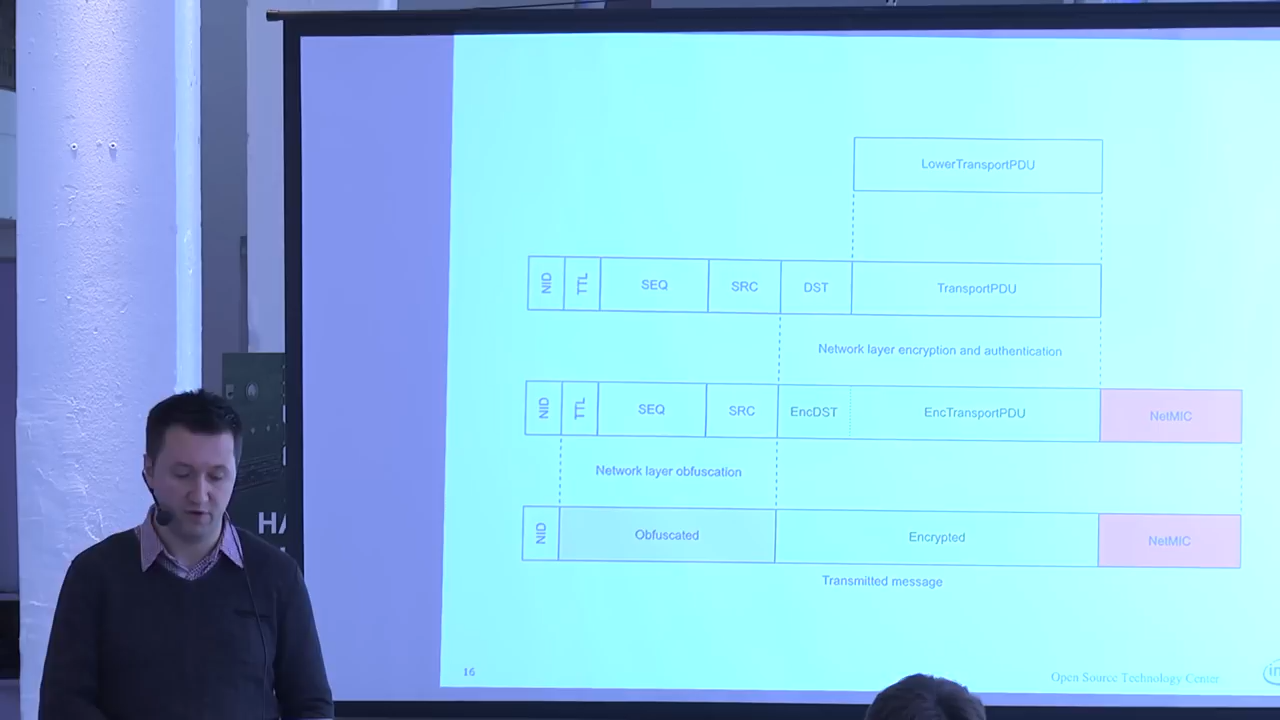 LowerTransportPDU
NID TTL SEQ SRC DST TransportPDU
Network layer encryption and authentication
NID TTL SEQ SRC EncDST EncTransportPDU NetMIC
Network layer obfuscation
NID Obfuscated Encrypted NetMIC
Transmitted message
16
Open Source Technology Center